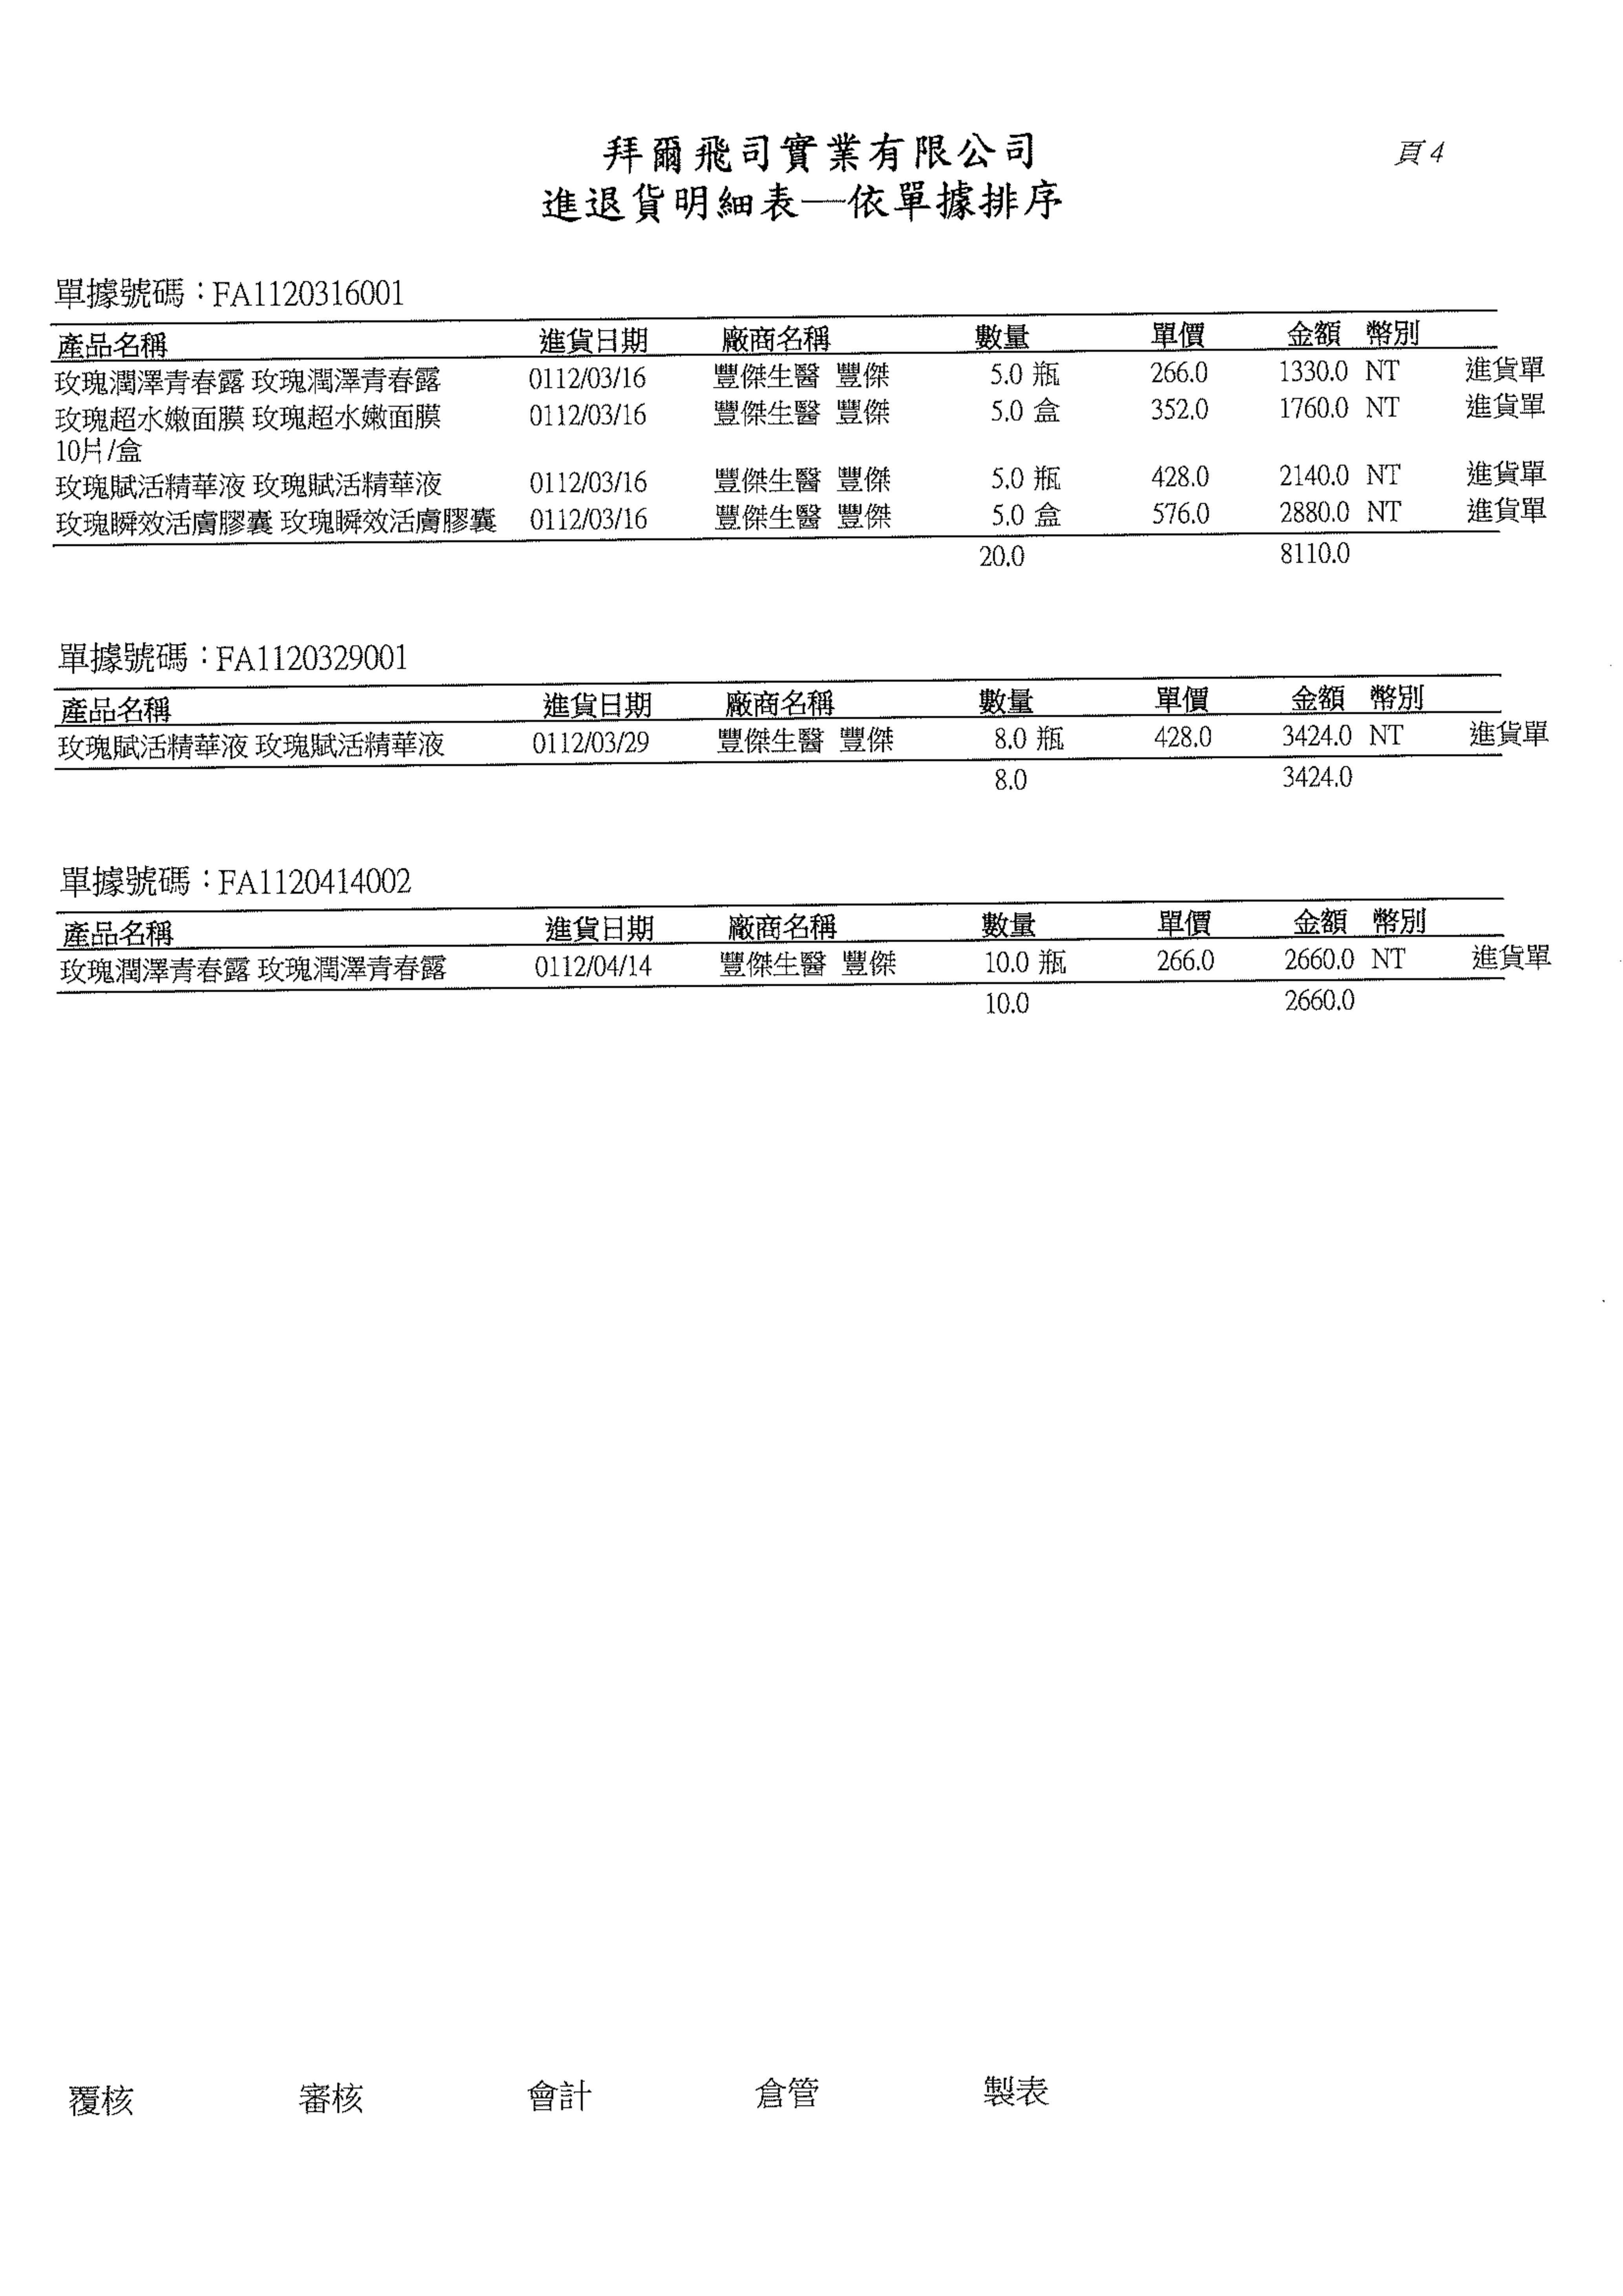 拜爾飛司實業有限公司
頁 4
進退貨明細表—依單據排序
單據號碼：FA1120316001
產品名稱 進貨日期 廠商名稱 數量 單價 金額 幣別
玫瑰潤澤青春露 玫瑰潤澤青春露 0112/03/16 豐傑生醫 豐傑 5.0 瓶 266.0 1330.0 NT 進貨單
玫瑰超水嫩面膜 玫瑰超水嫩面膜 0112/03/16 豐傑生醫 豐傑 5.0 盒 352.0 1760.0 NT 進貨單
10片/盒
玫瑰賦活精華液 玫瑰賦活精華液 0112/03/16 豐傑生醫 豐傑 5.0 瓶 428.0 2140.0 NT 進貨單
玫瑰瞬效活膚膠囊 玫瑰瞬效活膚膠囊 0112/03/16 豐傑生醫 豐傑 5.0 盒 576.0 2880.0 NT 進貨單
20.0 8110.0
單據號碼：FA1120329001
產品名稱 進貨日期 廠商名稱 數量 單價 金額 幣別
玫瑰賦活精華液 玫瑰賦活精華液 0112/03/29 豐傑生醫 豐傑 8.0 瓶 428.0 3424.0 NT 進貨單
8.0 3424.0
單據號碼：FA1120414002
產品名稱 進貨日期 廠商名稱 數量 單價 金額 幣別
玫瑰潤澤青春露 玫瑰潤澤青春露 0112/04/14 豐傑生醫 豐傑 10.0 瓶 266.0 2660.0 NT 進貨單
10.0 2660.0
覆核 審核 會計 倉管 製表